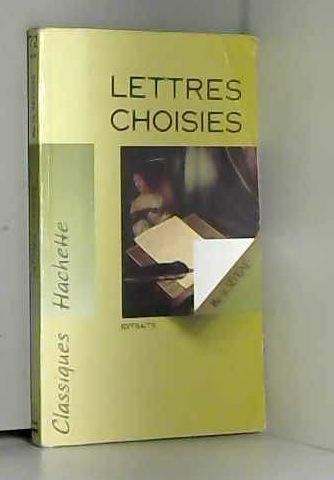 LETTRES
CHOISIES
EXTRAITS
Classiques Hachette